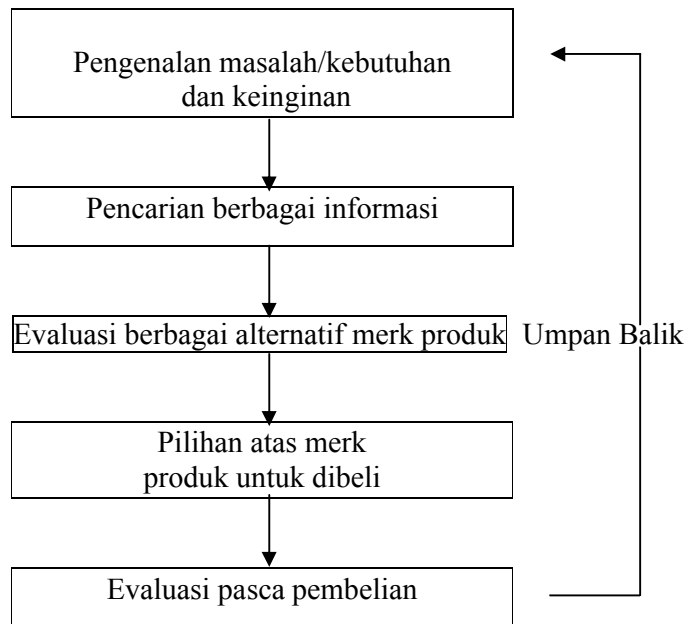 Pengenalan masalah/kebutuhan
dan keinginan
Pencarian berbagai informasi
Evaluasi berbagai alternatif merk produk
Umpan Balik
Pilihan atas merk
produk untuk dibeli
Evaluasi pasca pembelian